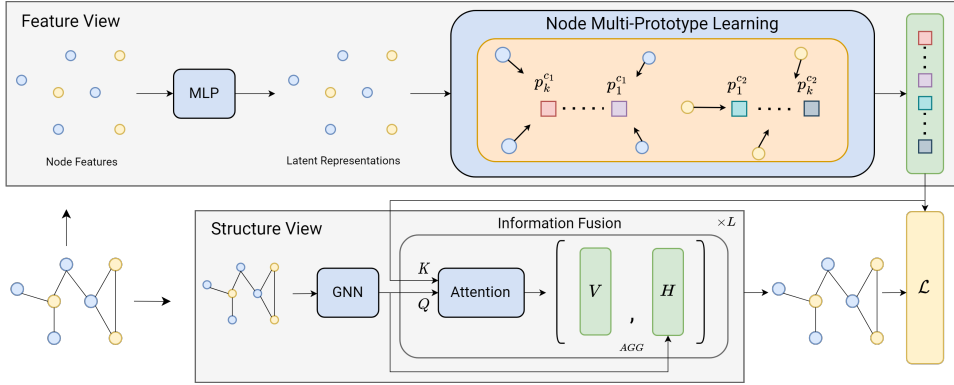 Feature View
Node Multi-Prototype Learning
MLP
$p_k^{c_1}$ $p_1^{c_1}$ $p_1^{c_2}$ $p_k^{c_2}$
Node Features
Latent Representations
Structure View
Information Fusion
×L
GNN
K
Q
Attention
V
,
H
AGG
ℒ